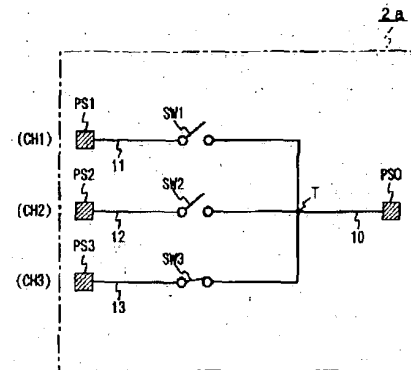 2a
PS1
SW1
(CH1)
11
PS2
SW2
T
PS0
(CH2)
12
10
PS3
SW3
(CH3)
13